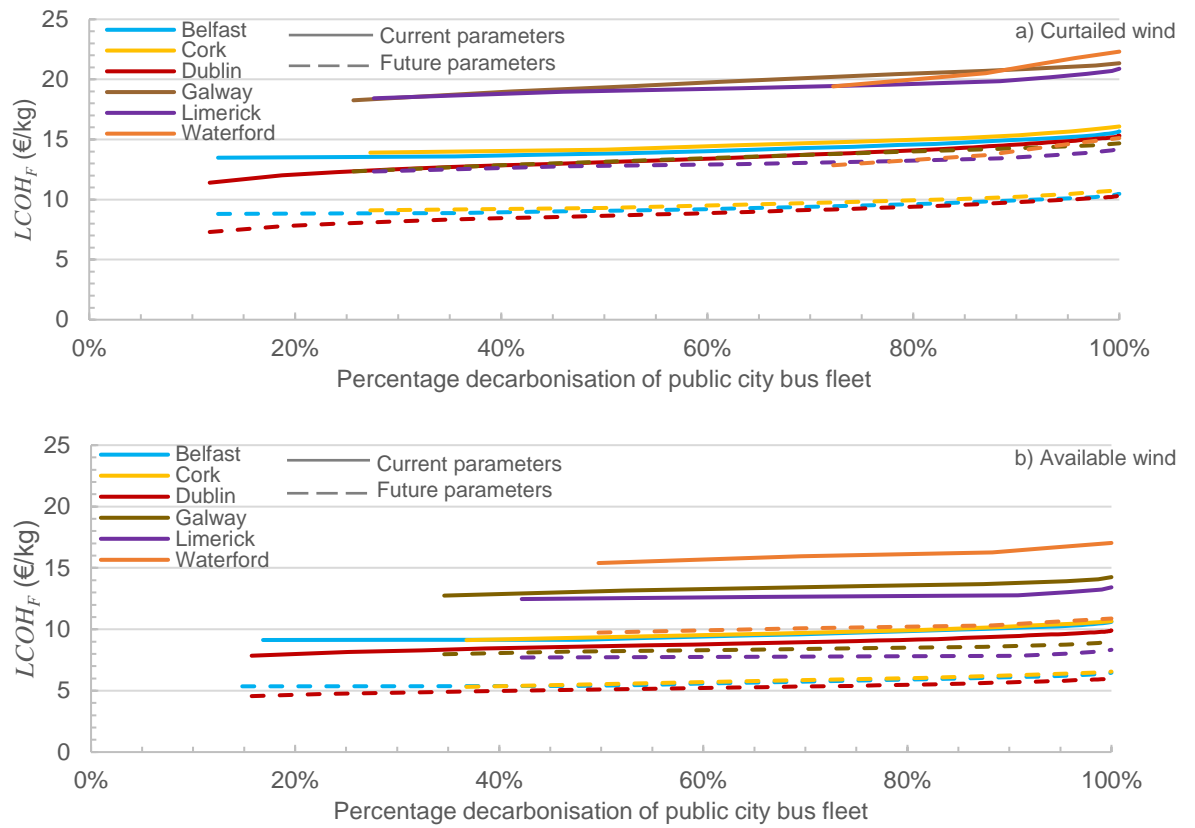 25
20
15
10
5
0
LCOH_F (€/kg)
Belfast
Cork
Dublin
Galway
Limerick
Waterford
Current parameters
Future parameters
a) Curtailed wind
0% 20% 40% 60% 80% 100%
Percentage decarbonisation of public city bus fleet
25
20
15
10
5
0
LCOH_F (€/kg)
Belfast
Cork
Dublin
Galway
Limerick
Waterford
Current parameters
Future parameters
b) Available wind
0% 20% 40% 60% 80% 100%
Percentage decarbonisation of public city bus fleet